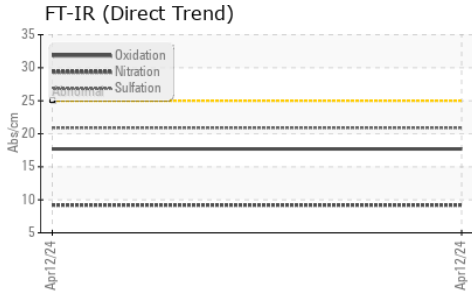 FT-IR (Direct Trend)
35
30
25
20
15
10
5
Abs/cm
Oxidation
Nitration
Sulfation
Abnormal
Apr12/24
Apr12/24